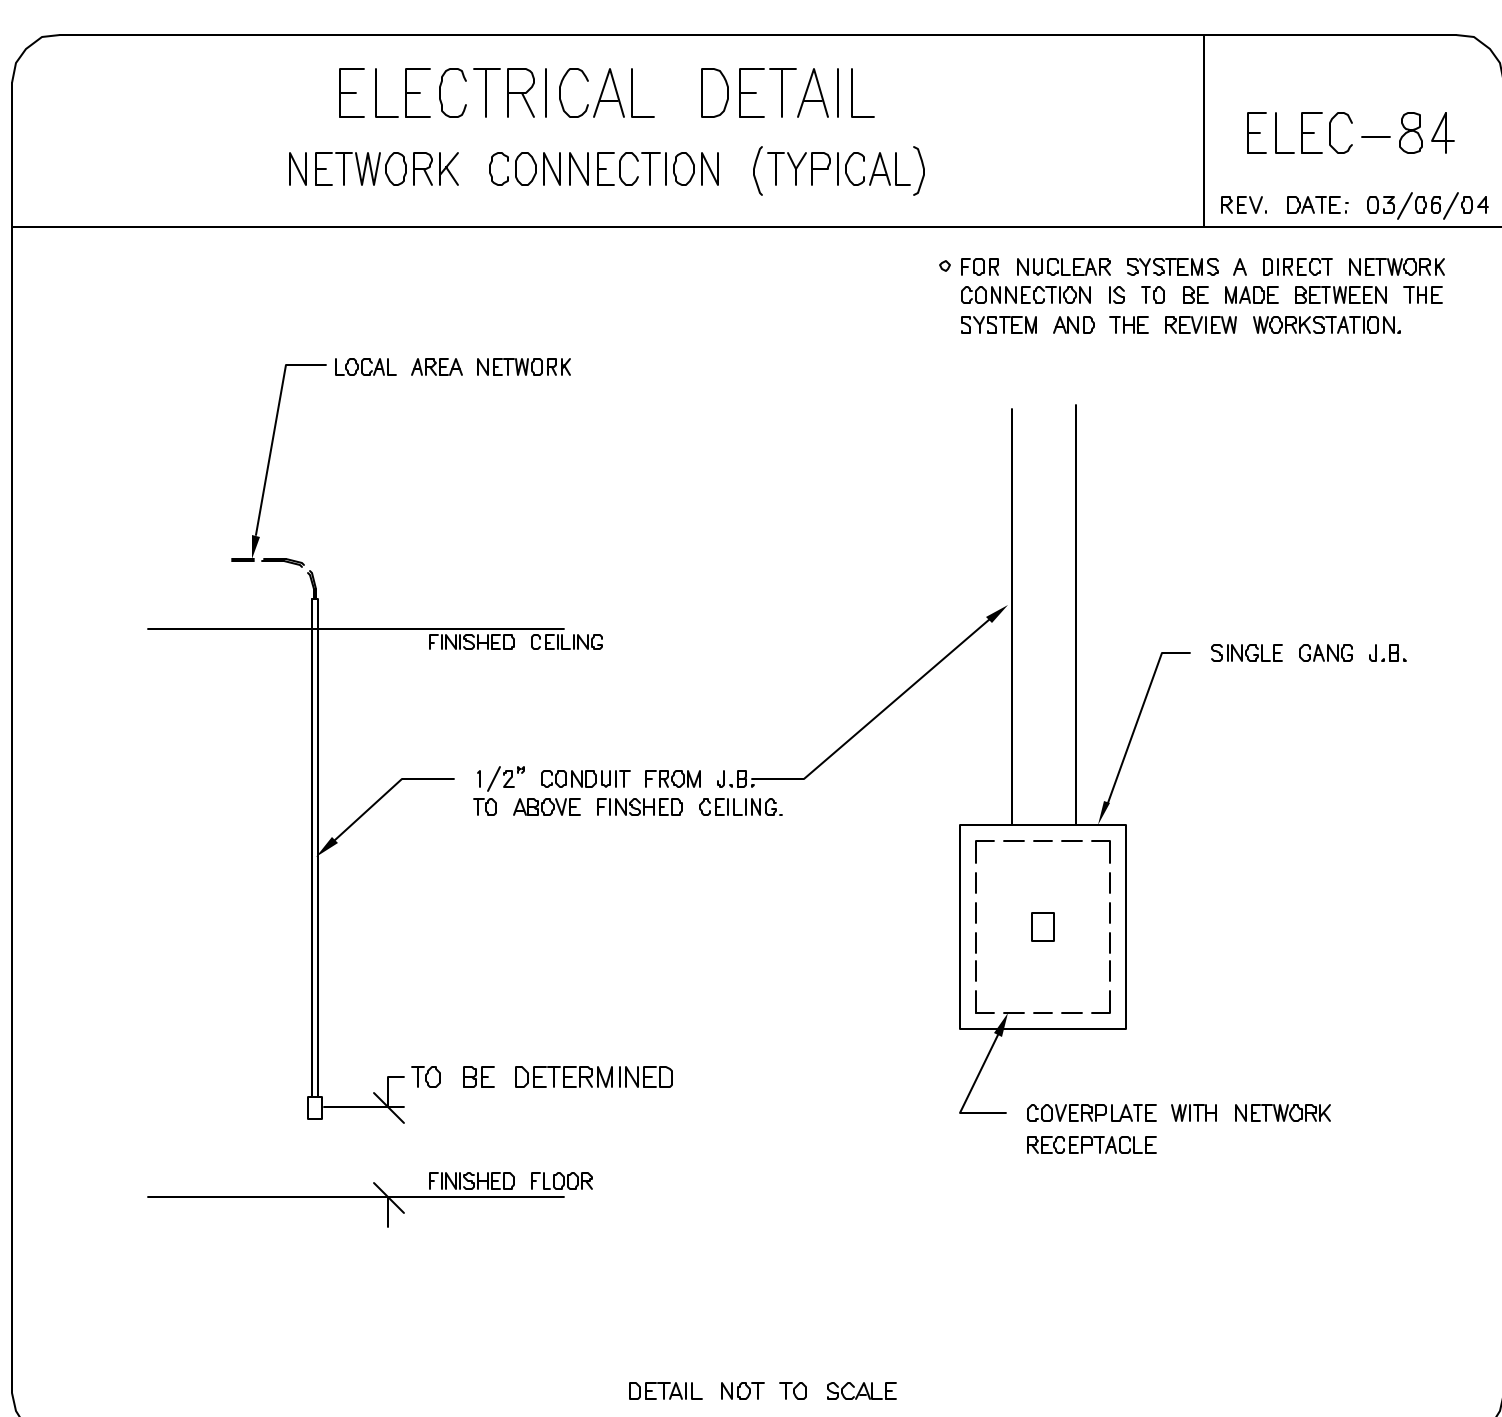 ELECTRICAL DETAIL
NETWORK CONNECTION (TYPICAL)
ELEC-84
REV. DATE: 03/06/04
FOR NUCLEAR SYSTEMS A DIRECT NETWORK
CONNECTION IS TO BE MADE BETWEEN THE
SYSTEM AND THE REVIEW WORKSTATION.
LOCAL AREA NETWORK
FINISHED CEILING
SINGLE GANG J.B.
1/2" CONDUIT FROM J.B.
TO ABOVE FINSHED CEILING.
TO BE DETERMINED
COVERPLATE WITH NETWORK
RECEPTACLE
FINISHED FLOOR
DETAIL NOT TO SCALE